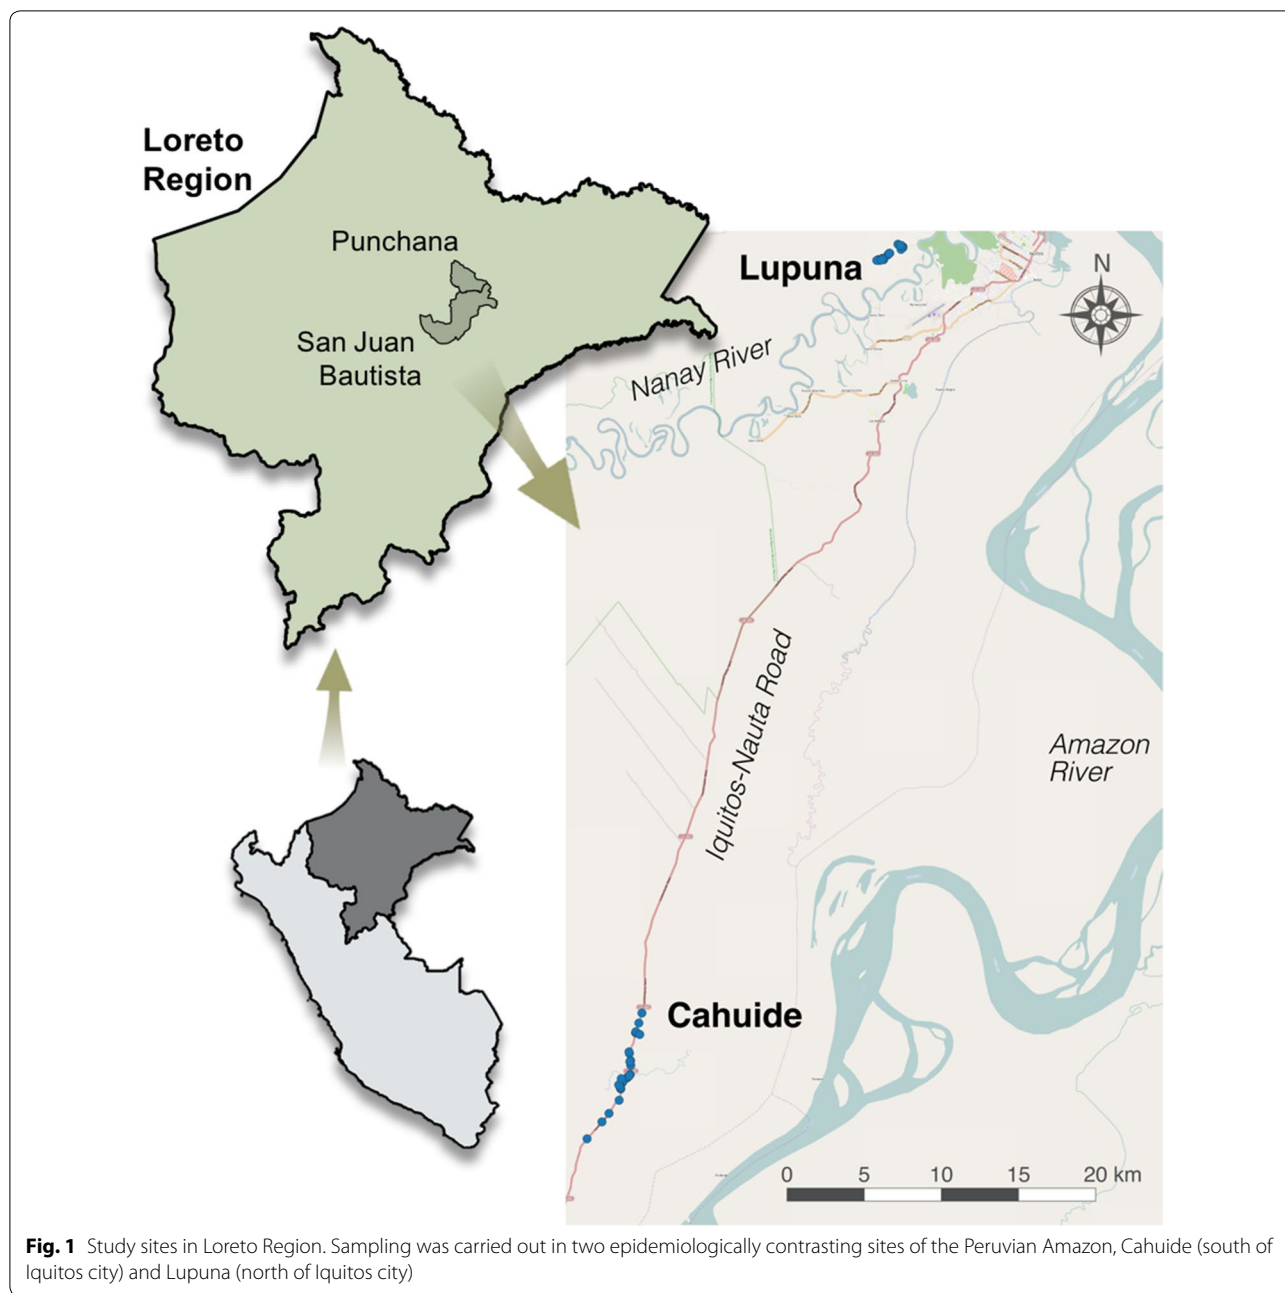 Loreto
Region
Punchana
San Juan
Bautista
Lupuna
N
Nanay River
Iquitos-Nauta Road
Amazon
River
Cahuide
0 5 10 15 20 km
Fig. 1 Study sites in Loreto Region. Sampling was carried out in two epidemiologically contrasting sites of the Peruvian Amazon, Cahuide (south of
Iquitos city) and Lupuna (north of Iquitos city)